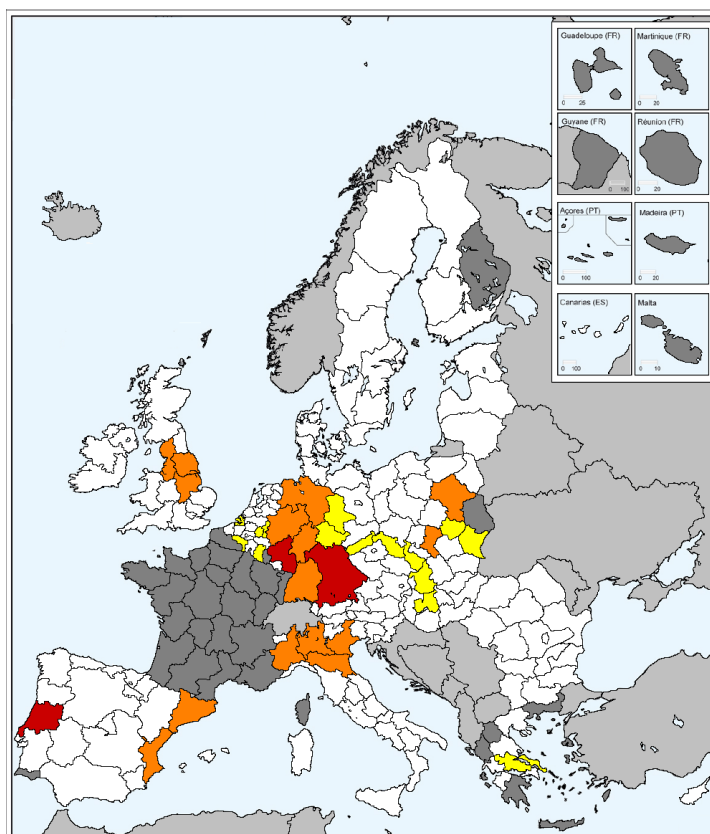 Guadeloupe (FR)
Martinique (FR)
0 25
0 20
Guyane (FR)
Réunion (FR)
0 100
0 20
Açores (PT)
Madeira (PT)
0 100
0 20
Canarias (ES)
Malta
0 100
0 10